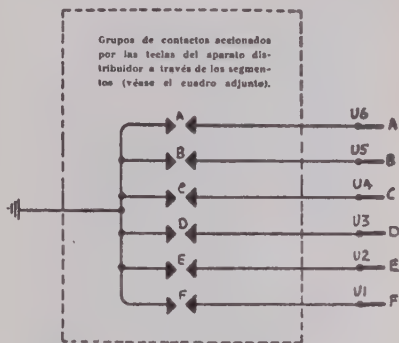 Grupos de contactos accionados
por las teclas del aparato dis-
tribuidor a través de los segmen-
tos (véase el cuadro adjunto).
A U6 A
B U5 B
C U4 C
D U3 D
E U2 E
F U1 F